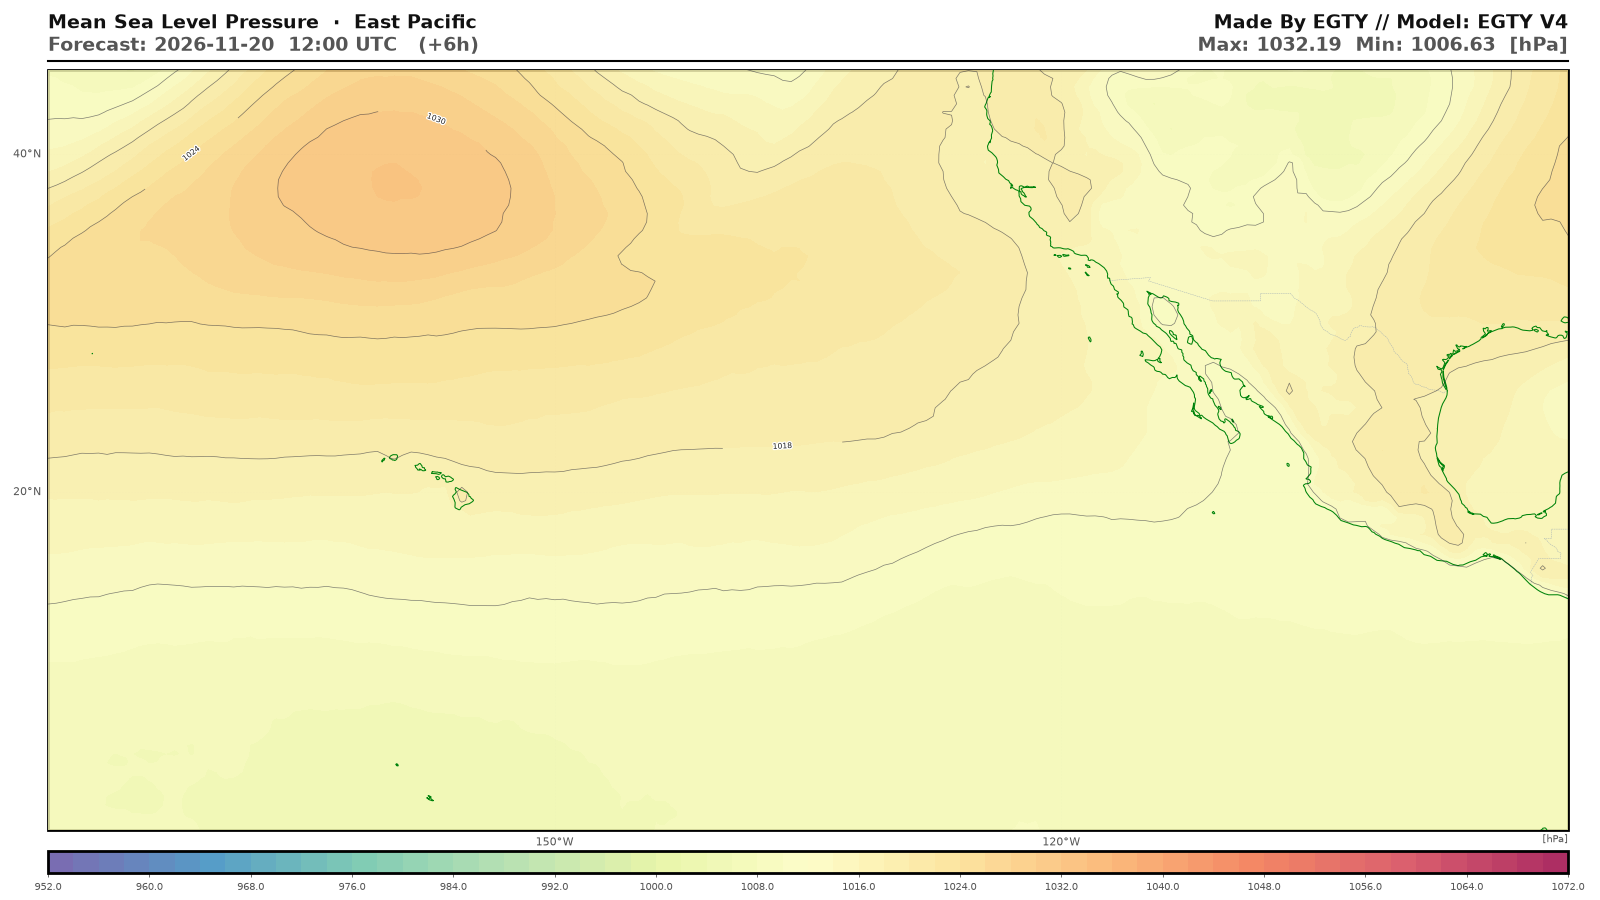 Mean Sea Level Pressure · East Pacific
Made By EGTY // Model: EGTY V4
Forecast: 2026-11-20 12:00 UTC (+6h)
Max: 1032.19 Min: 1006.63 [hPa]
1030
1024
40°N
1018
20°N
150°W
120°W
[hPa]
952.0
960.0
968.0
976.0
984.0
992.0
1000.0
1008.0
1016.0
1024.0
1032.0
1040.0
1048.0
1056.0
1064.0
1072.0